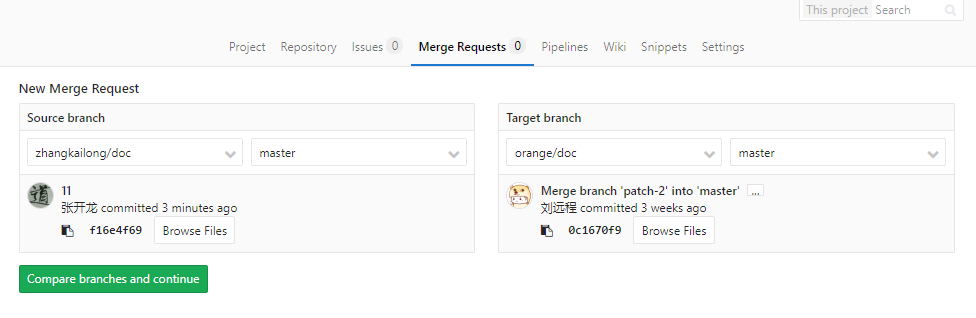 This project Search
Project Repository Issues 0 Merge Requests 0 Pipelines Wiki Snippets Settings
New Merge Request
Source branch
zhangkailong/doc master
道 11
张开龙 committed 3 minutes ago
f16e4f69 Browse Files
Target branch
orange/doc master
Merge branch 'patch-2' into 'master' ...
刘远程 committed 3 weeks ago
0c1670f9 Browse Files
Compare branches and continue